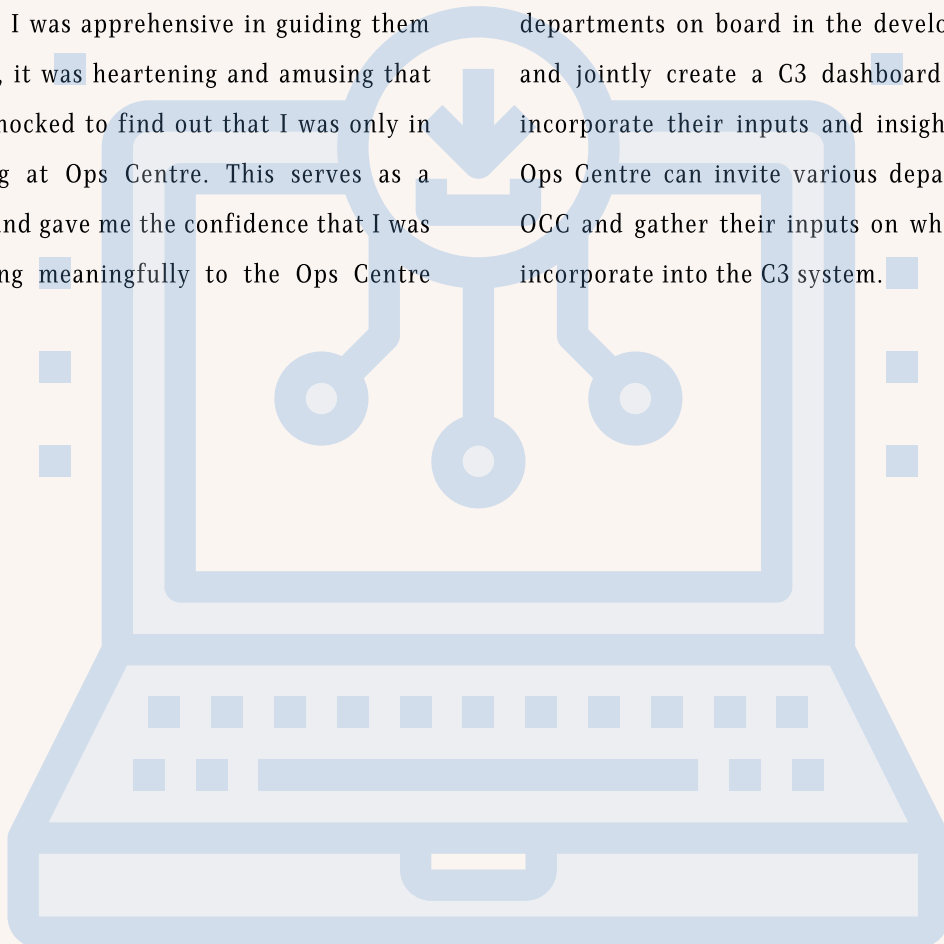 I was apprehensive in guiding them
, it was heartening and amusing that
hocked to find out that I was only in
g at Ops Centre. This serves as a
nd gave me the confidence that I was
ng meaningfully to the Ops Centre
departments on board in the develo
and jointly create a C3 dashboard
incorporate their inputs and insigh
Ops Centre can invite various depa
OCC and gather their inputs on wh
incorporate into the C3 system.